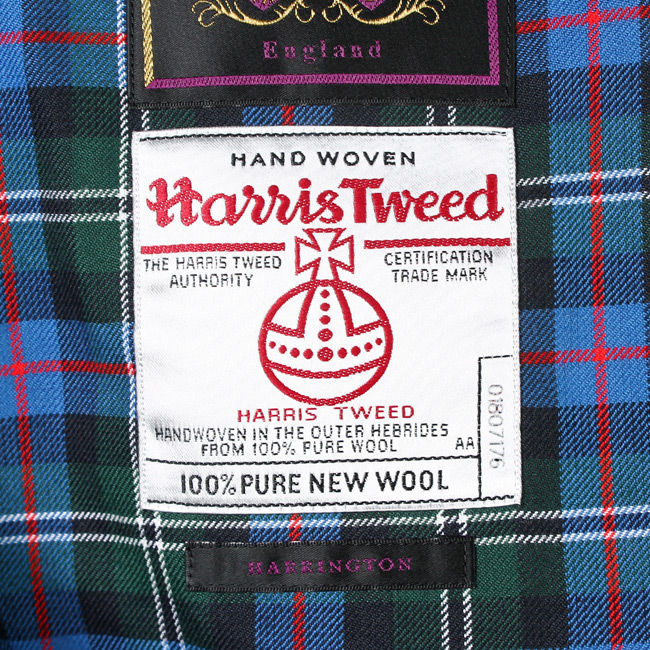 England
HAND WOVEN
Harris Tweed
THE HARRIS TWEED
AUTHORITY
CERTIFICATION
TRADE MARK
HARRIS TWEED
HANDWOVEN IN THE OUTER HEBRIDES
FROM 100% PURE WOOL
AA
01807176
100% PURE NEW WOOL
HARRINGTON